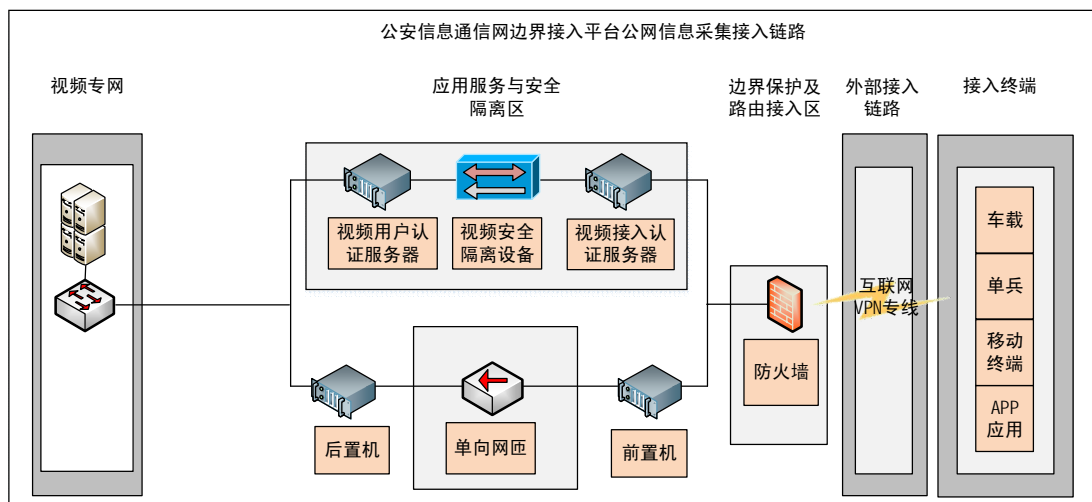 公安信息通信网边界接入平台公网信息采集接入链路
视频专网
应用服务与安全
隔离区
边界保护及
路由接入区
外部接入
链路
接入终端
视频用户认
证服务器
视频安全
隔离设备
视频接入认
证服务器
后置机
单向网匝
前置机
防火墙
互联网
VPN专线
车载
单兵
移动
终端
APP
应用